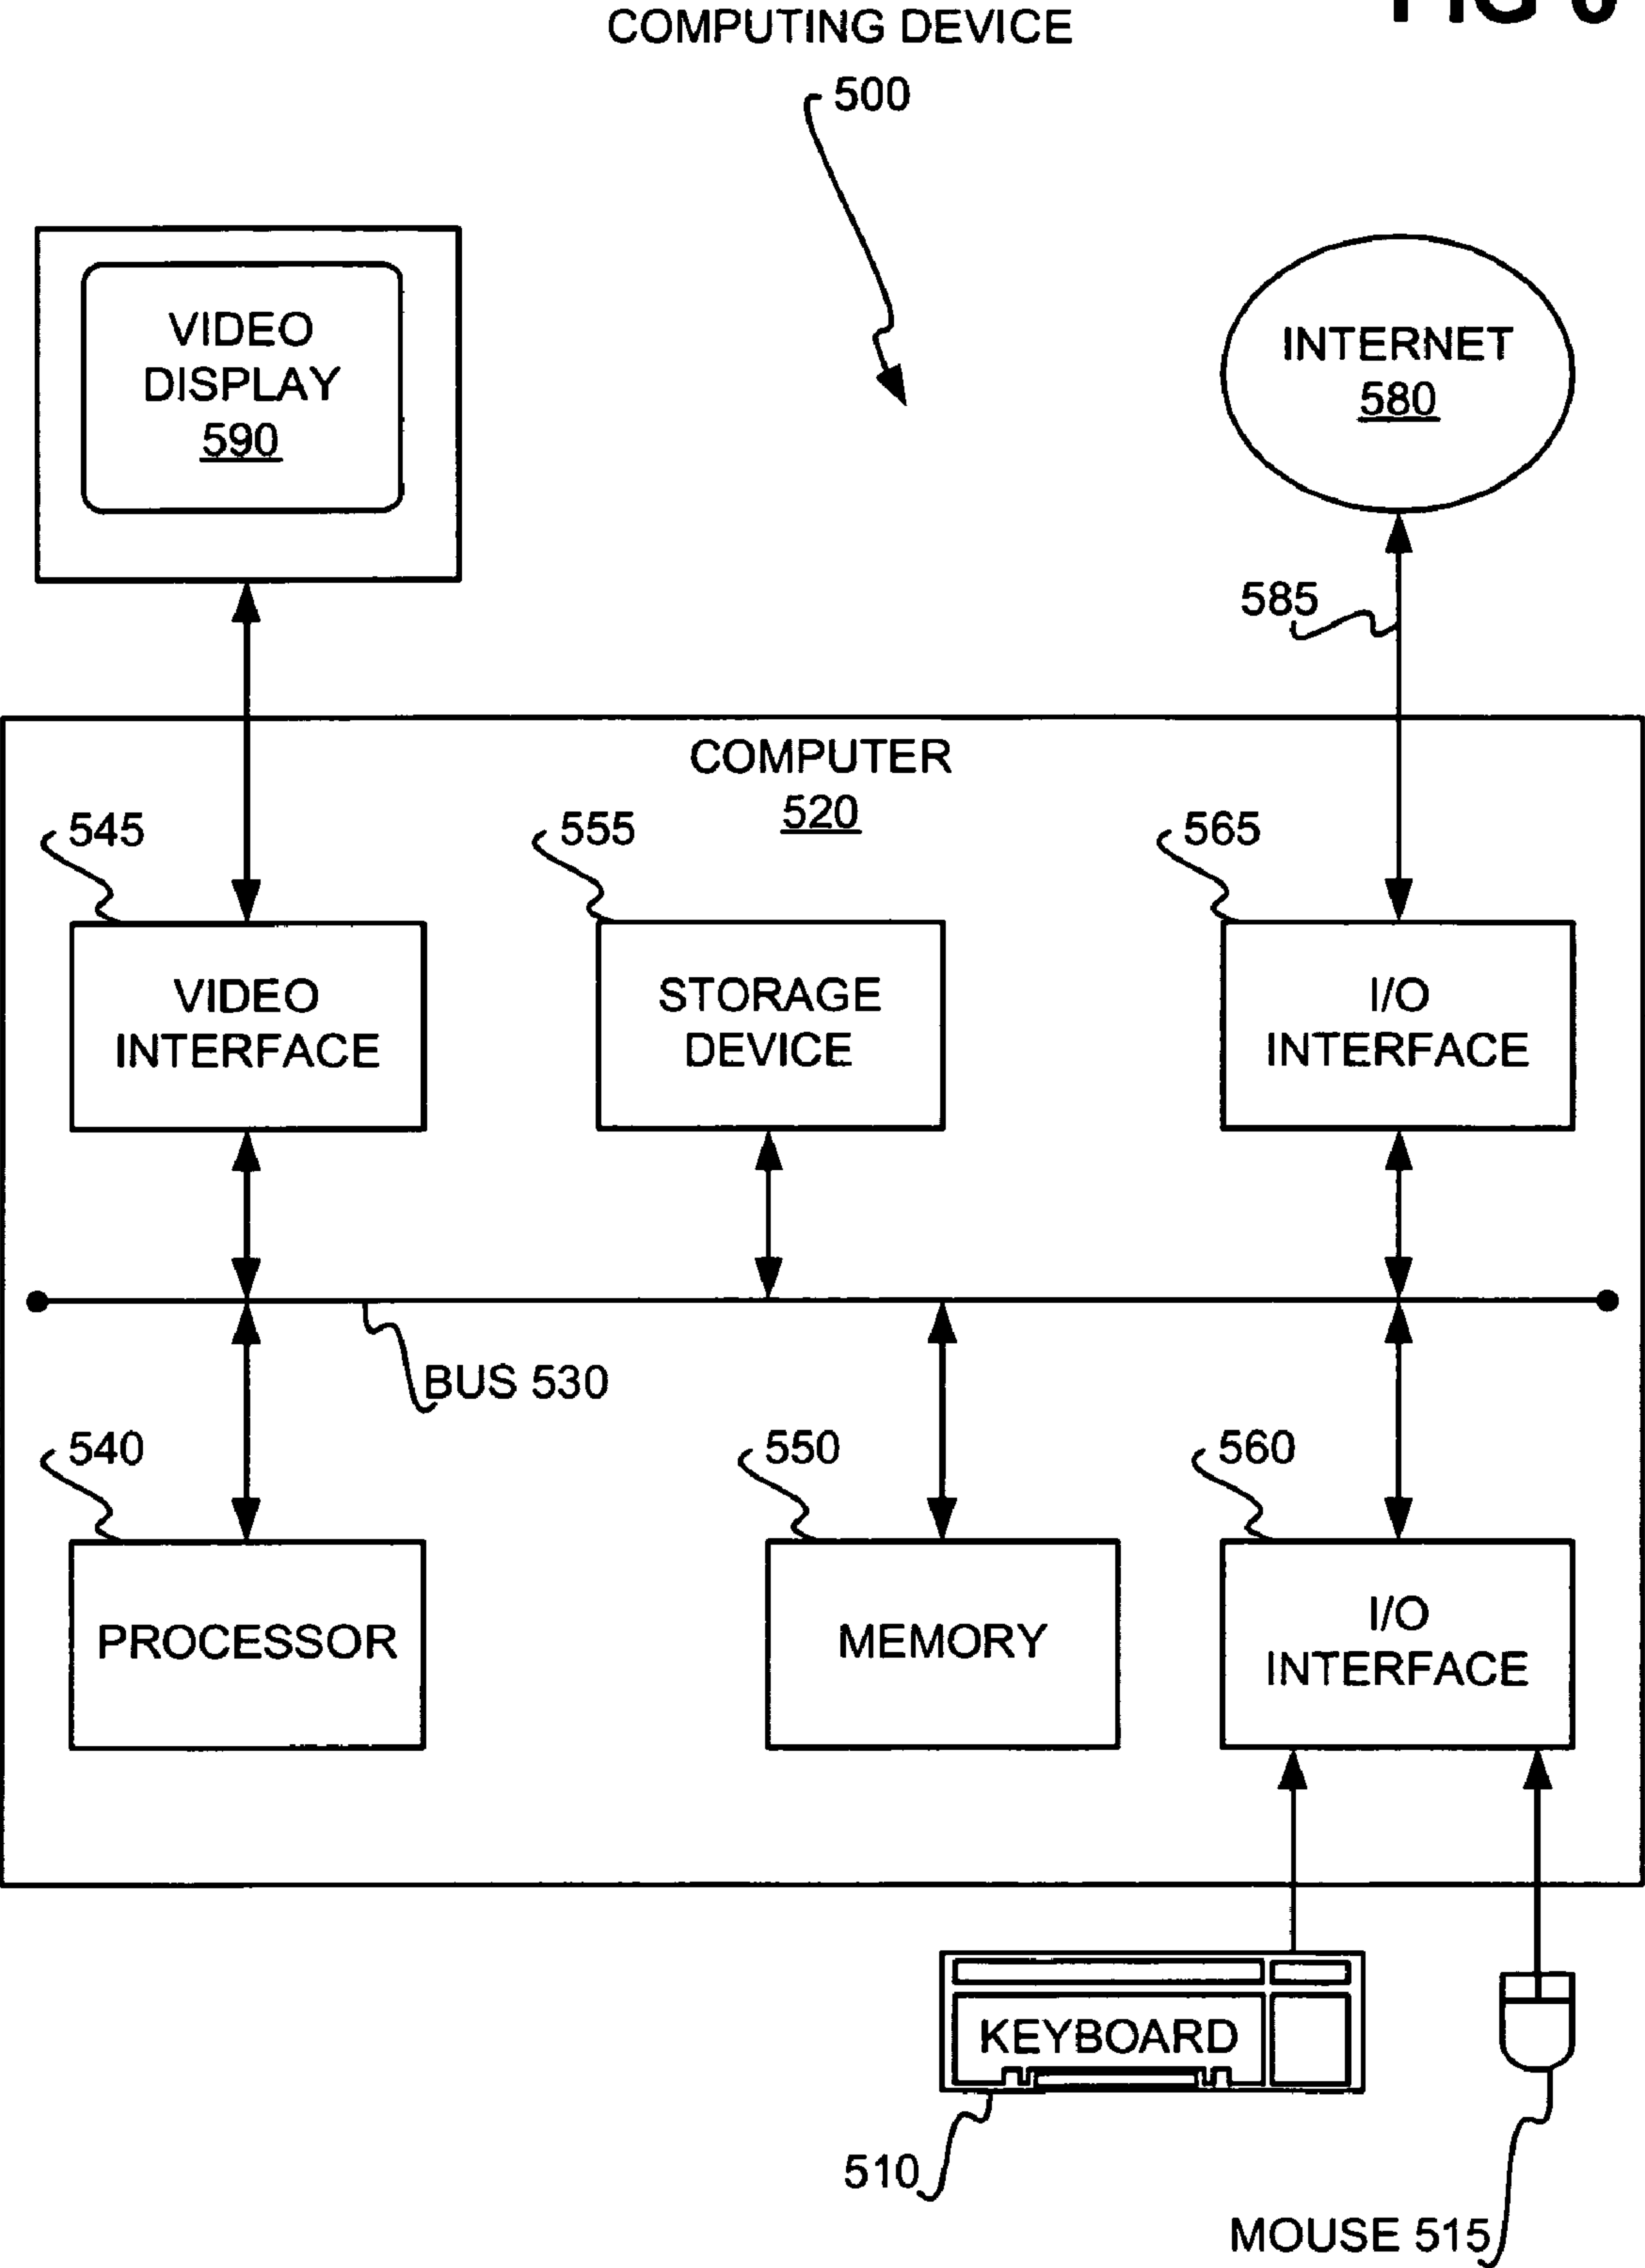 COMPUTING DEVICE
500
VIDEO
DISPLAY
590
INTERNET
580
585
COMPUTER
520
545
555
565
VIDEO
INTERFACE
STORAGE
DEVICE
I/O
INTERFACE
BUS 530
540
550
560
PROCESSOR
MEMORY
I/O
INTERFACE
KEYBOARD
510
MOUSE 515